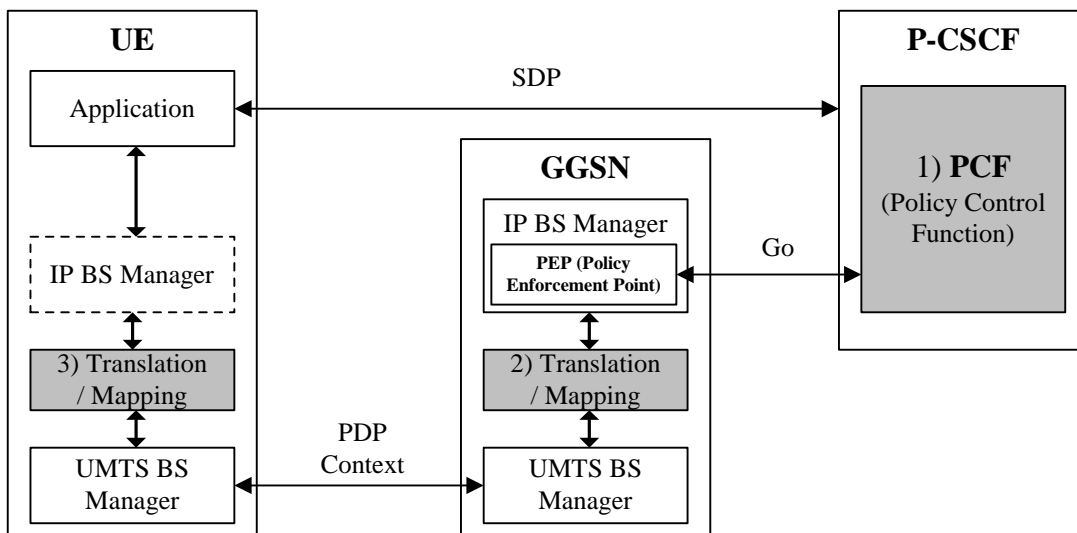 UE
Application
IP BS Manager
3) Translation
/ Mapping
UMTS BS
Manager
SDP
PDP
Context
GGSN
IP BS Manager
PEP (Policy
Enforcement Point)
2) Translation
/ Mapping
UMTS BS
Manager
Go
P-CSCF
1) PCF
(Policy Control
Function)